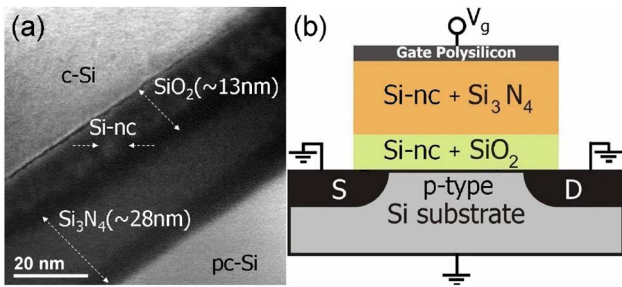 (a)
c-Si
SiO₂(~13nm)
Si-nc
Si₃N₄(~28nm)
20 nm
pc-Si
(b)
Vg
Gate Polysilicon
Si-nc + Si₃N₄
Si-nc + SiO₂
S
p-type
D
Si substrate